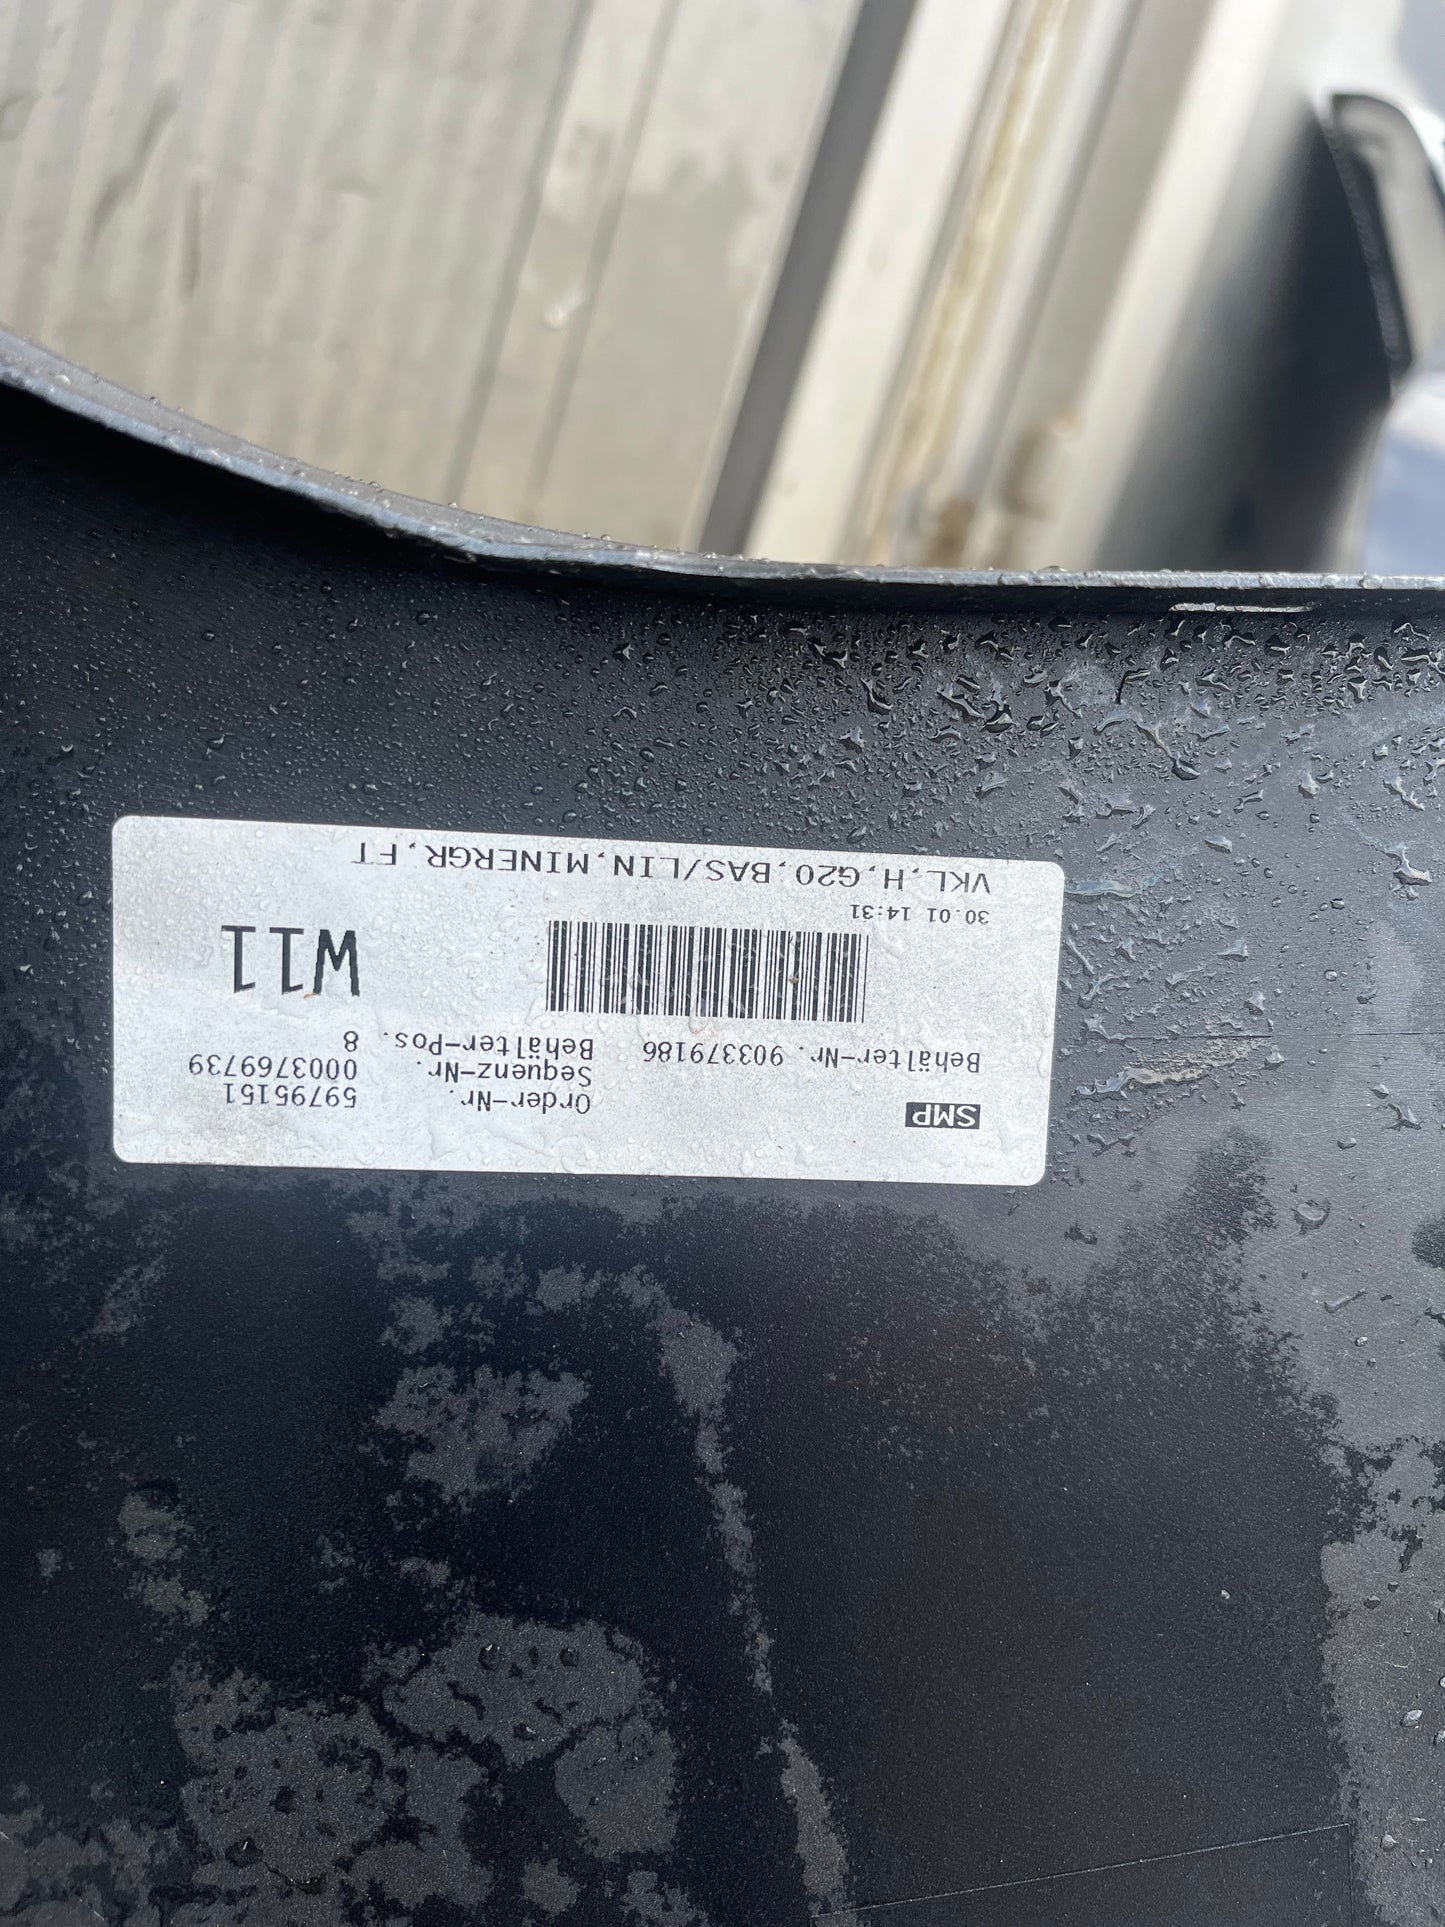 SMP
Order-Nr. 59795151
Sequenz-Nr. 0003769739
Behälter-Nr. 903379186 Behälter-Pos. 8
W11
30.01 14:31
VKL,H,G20,BAS/LIN,MINERGR,FT